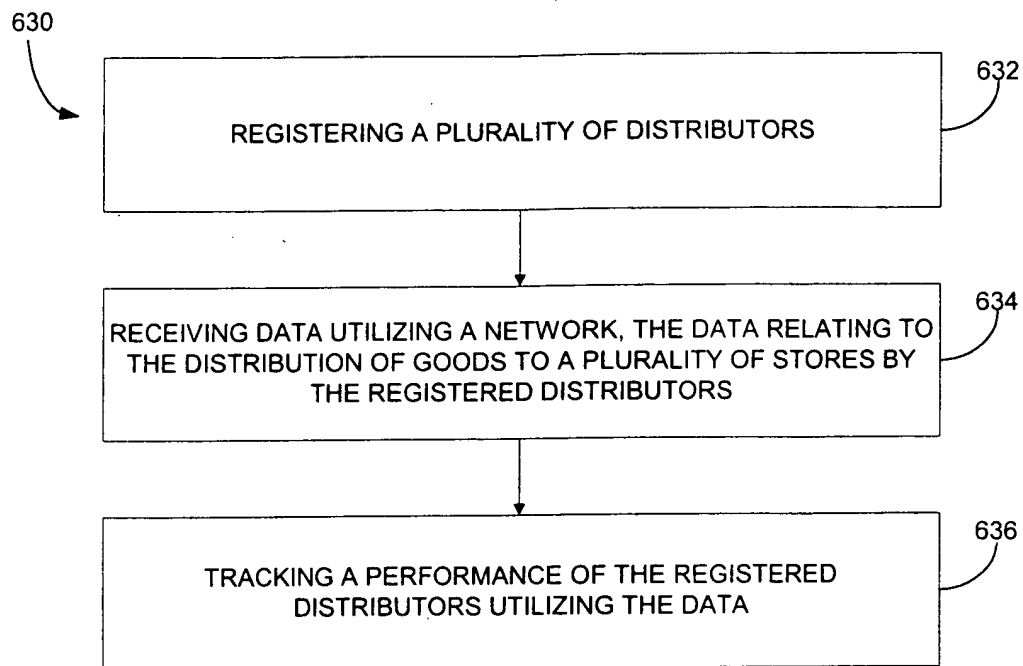 630
632
REGISTERING A PLURALITY OF DISTRIBUTORS
634
RECEIVING DATA UTILIZING A NETWORK, THE DATA RELATING TO
THE DISTRIBUTION OF GOODS TO A PLURALITY OF STORES BY
THE REGISTERED DISTRIBUTORS
636
TRACKING A PERFORMANCE OF THE REGISTERED
DISTRIBUTORS UTILIZING THE DATA